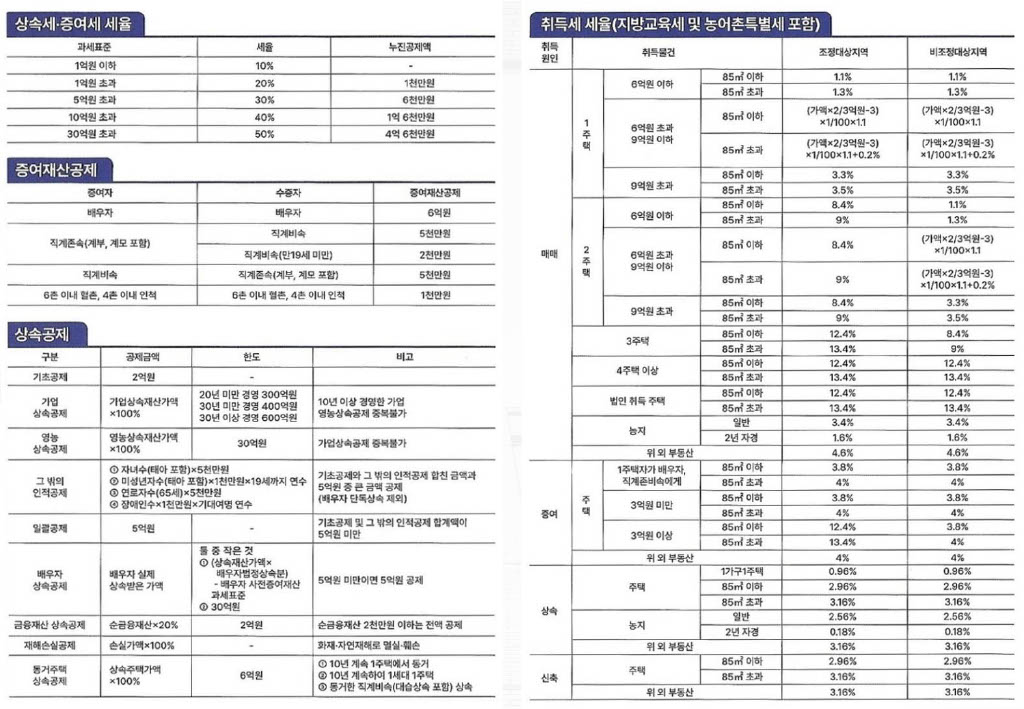 상속세·증여세 세율
과세표준 세율 누진공제액
1억원 이하 10% -
1억원 초과 20% 1천만원
5억원 초과 30% 6천만원
10억원 초과 40% 1억 6천만원
30억원 초과 50% 4억 6천만원
증여재산공제
증여자 수증자 증여재산공제
배우자 배우자 6억원
직계존속(계부, 계모 포함) 직계비속 5천만원
직계비속(만19세 미만) 2천만원
직계비속 직계존속(계부, 계모 포함) 5천만원
6촌 이내 혈촌, 4촌 이내 인척 6촌 이내 혈촌, 4촌 이내 인척 1천만원
상속공제
구분 공제금액 한도 비고
기초공제 2억원 -
가업
상속공제
가업상속재산가액
×100%
20년 미만 경영 300억원
30년 미만 경영 400억원
30년 이상 경영 600억원
10년 이상 경영한 가업
영농상속공제 중복불가
영농
상속공제
영농상속재산가액
×100%
30억원
가업상속공제 중복불가
그 밖의
인적공제
① 자녀수(태아 포함)×5천만원
② 미성년자수(태아 포함)×1천만원×19세까지 연수
③ 연로자수(65세)×5천만원
④ 장애인수×1천만원×기대여명 연수
기초공제와 그 밖의 인적공제 합친 금액과
5억원 중 큰 금액 공제
(배우자 단독상속 제외)
일괄공제 5억원 -
기초공제 및 그 밖의 인적공제 합계액이
5억원 미만
배우자
상속공제
배우자 실제
상속받은 가액
둘 중 작은 것
① (상속재산가액×
배우자법정상속분)
- 배우자 사전증여재산
과세표준
② 30억원
5억원 미만이면 5억원 공제
금융재산 상속공제 순금융재산×20% 2억원 순금융재산 2천만원 이하는 전액 공제
재해손실공제 손실가액×100% - 화재·자연재해로 멸실·훼손
동거주택
상속공제
상속주택가액
×100%
6억원
① 10년 계속 1주택에서 동거
② 10년 계속하여 1세대 1주택
③ 동거한 직계비속(대습상속 포함) 상속
취득세 세율(지방교육세 및 농어촌특별세 포함)
취득
원인
취득물건 조정대상지역 비조정대상지역
매매
1주택
6억원 이하 85㎡ 이하 1.1% 1.1%
85㎡ 초과 1.3% 1.3%
6억원 초과
9억원 이하
85㎡ 이하
(가액×2/3억원-3)
×1/100×1.1
(가액×2/3억원-3)
×1/100×1.1
85㎡ 초과
(가액×2/3억원-3)
×1/100×1.1+0.2%
(가액×2/3억원-3)
×1/100×1.1+0.2%
9억원 초과 85㎡ 이하 3.3% 3.3%
85㎡ 초과 3.5% 3.5%
2주택
6억원 이하 85㎡ 이하 8.4% 1.1%
85㎡ 초과 9% 1.3%
6억원 초과
9억원 이하
85㎡ 이하 8.4%
(가액×2/3억원-3)
×1/100×1.1
85㎡ 초과 9%
(가액×2/3억원-3)
×1/100×1.1+0.2%
9억원 초과 85㎡ 이하 8.4% 3.3%
85㎡ 초과 9% 3.5%
3주택 85㎡ 이하 12.4% 8.4%
85㎡ 초과 13.4% 9%
4주택 이상 85㎡ 이하 12.4% 12.4%
85㎡ 초과 13.4% 13.4%
법인 취득 주택 85㎡ 이하 12.4% 12.4%
85㎡ 초과 13.4% 13.4%
농지 일반 3.4% 3.4%
2년 자경 1.6% 1.6%
위 외 부동산 4.6% 4.6%
증여
주택
1주택자가 배우자,
직계존비속에게
85㎡ 이하 3.8% 3.8%
85㎡ 초과 4% 4%
3억원 미만 85㎡ 이하 3.8% 3.8%
85㎡ 초과 4% 4%
3억원 이상 85㎡ 이하 12.4% 3.8%
85㎡ 초과 13.4% 4%
위 외 부동산 4% 4%
상속
주택 1가구1주택 0.96% 0.96%
85㎡ 이하 2.96% 2.96%
85㎡ 초과 3.16% 3.16%
농지 일반 2.56% 2.56%
2년 자경 0.18% 0.18%
위 외 부동산 3.16% 3.16%
신축
주택 85㎡ 이하 2.96% 2.96%
85㎡ 초과 3.16% 3.16%
위 외 부동산 3.16% 3.16%